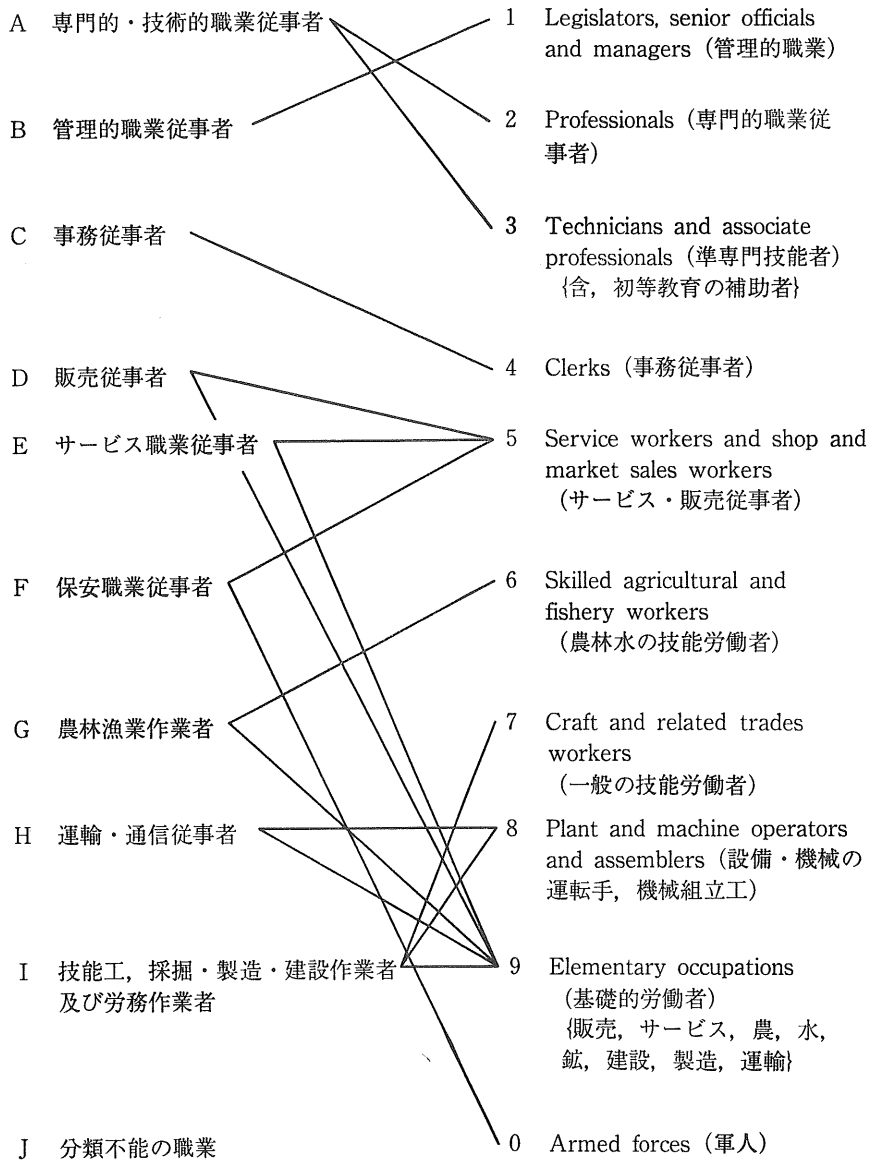 A 専門的・技術的職業従事者
B 管理的職業従事者
C 事務従事者
D 販売従事者
E サービス職業従事者
F 保安職業従事者
G 農林漁業作業者
H 運輸・通信従事者
I 技能工，採掘・製造・建設作業者
及び労務作業者
J 分類不能の職業
1 Legislators, senior officials
and managers（管理的職業）
2 Professionals（専門的職業従
事者）
3 Technicians and associate
professionals（準専門技能者）
{含，初等教育の補助者}
4 Clerks（事務従事者）
5 Service workers and shop and
market sales workers
（サービス・販売従事者）
6 Skilled agricultural and
fishery workers
（農林水の技能労働者）
7 Craft and related trades
workers
（一般の技能労働者）
8 Plant and machine operators
and assemblers（設備・機械の
運転手，機械組立工）
9 Elementary occupations
（基礎的労働者）
{販売，サービス，農，水，
鉱，建設，製造，運輸}
0 Armed forces（軍人）